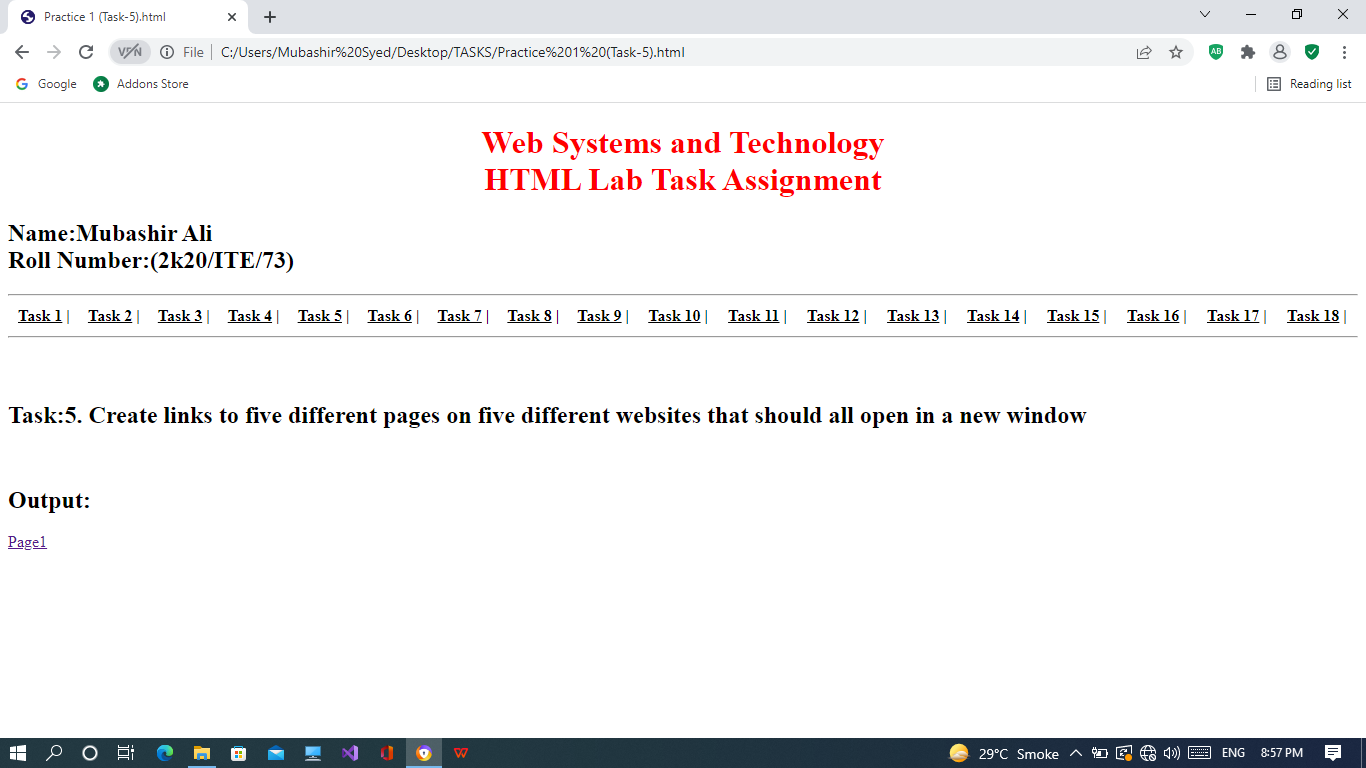 Practice 1 (Task-5).html
VPN File C:/Users/Mubashir%20Syed/Desktop/TASKS/Practice%201%20(Task-5).html AB
Google Addons Store Reading list
Web Systems and Technology
HTML Lab Task Assignment
Name:Mubashir Ali
Roll Number:(2k20/ITE/73)
Task 1 | Task 2 | Task 3 | Task 4 | Task 5 | Task 6 | Task 7 | Task 8 | Task 9 | Task 10 | Task 11 | Task 12 | Task 13 | Task 14 | Task 15 | Task 16 | Task 17 | Task 18 |
Task:5. Create links to five different pages on five different websites that should all open in a new window
Output:
Page1
29°C Smoke ENG 8:57 PM